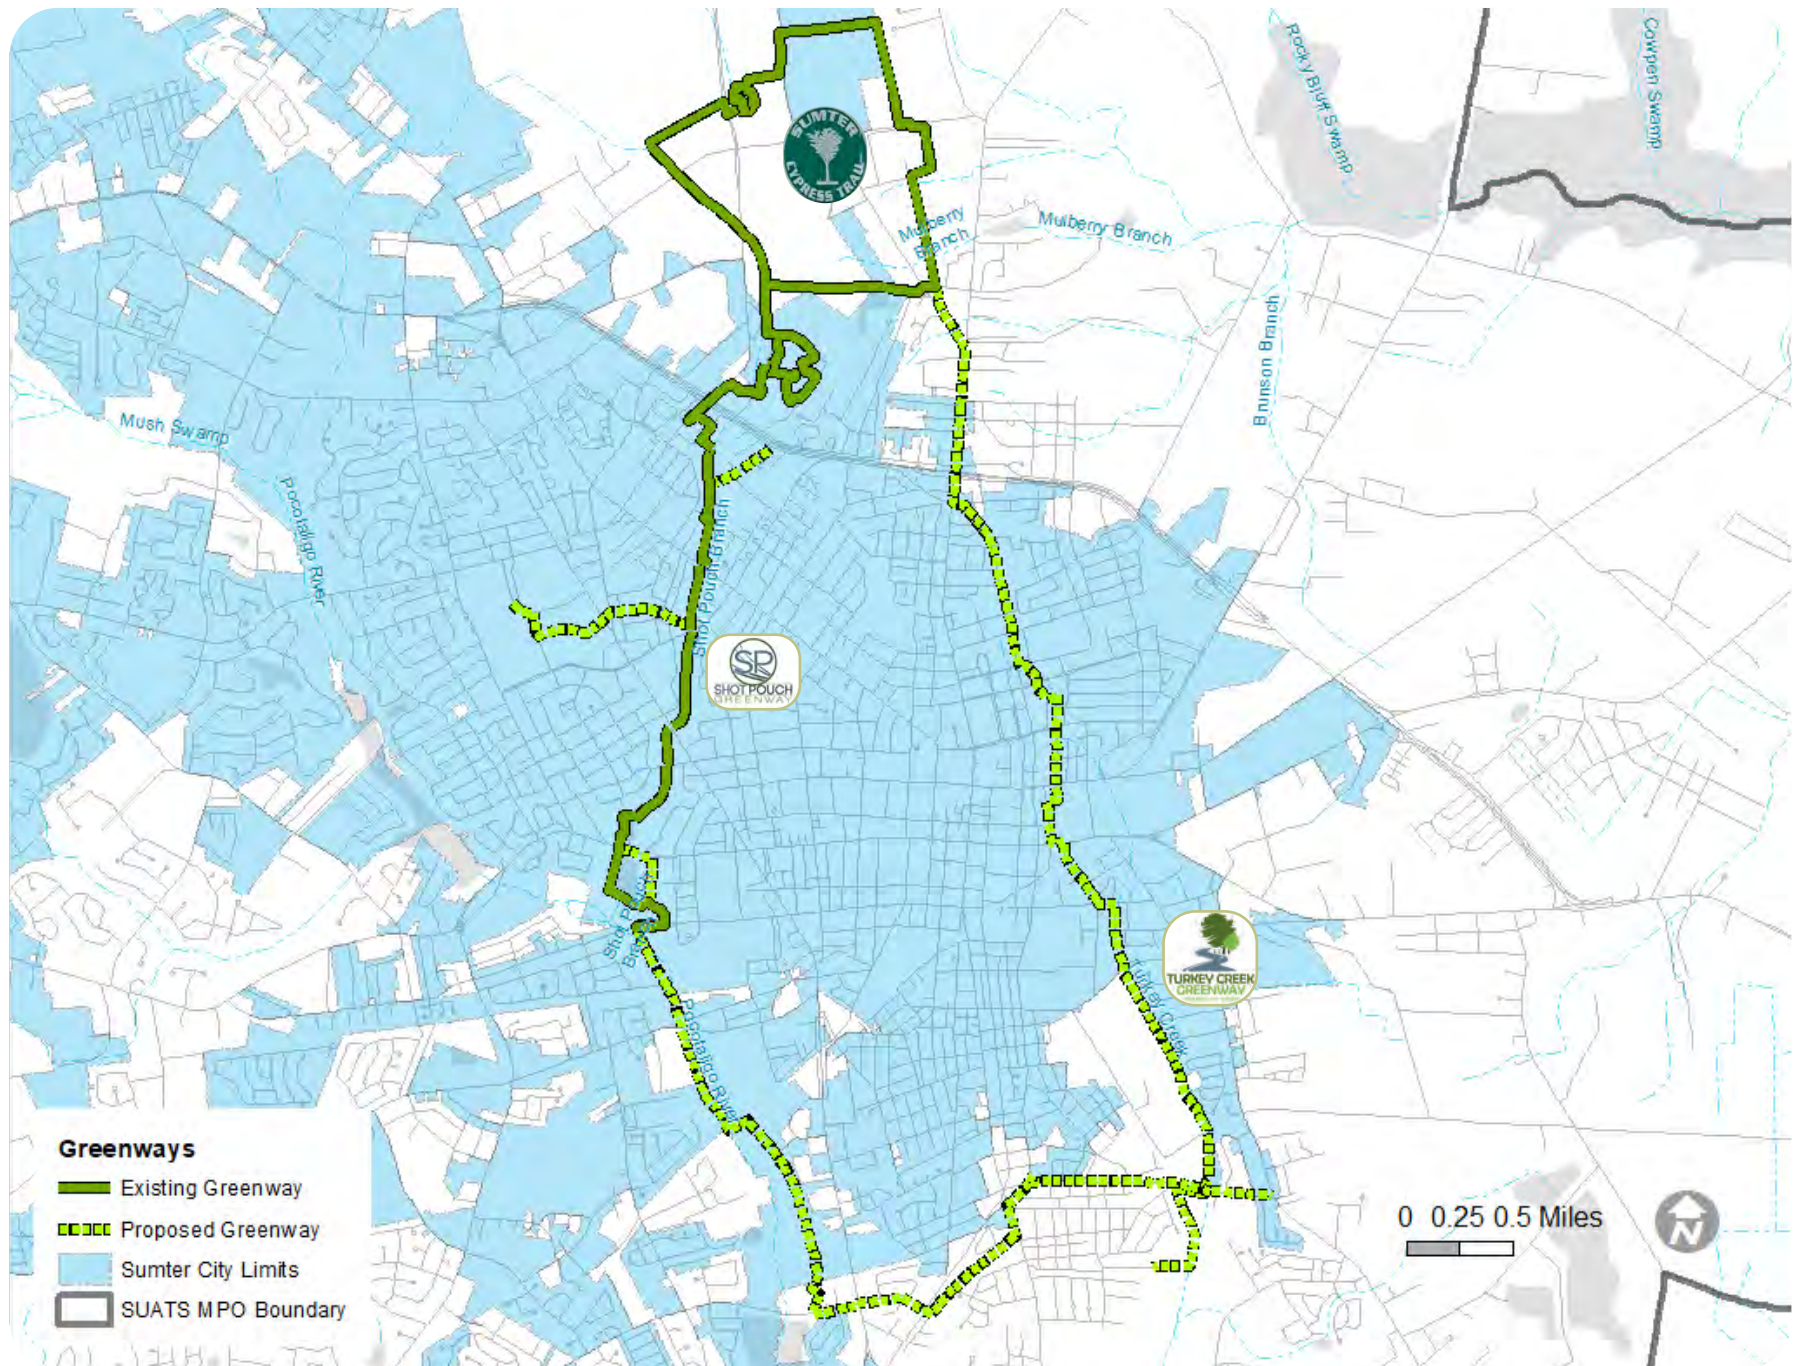 SUMTER
CYPRESS TRAIL
Rocky Bluff Swamp
Cowpen Swamp
Mulberry
Branch
Mulberry Branch
Brunson Branch
Mush Swamp
Pocotaligo River
Shot Pouch Branch
SP
SHOT POUCH
GREENWAY
Shot Pouch
Branch
TURKEY CREEK
GREENWAY
Turkey Creek
Pocotaligo River
Greenways
Existing Greenway
Proposed Greenway
Sumter City Limits
SUATS MPO Boundary
0 0.25 0.5 Miles
N